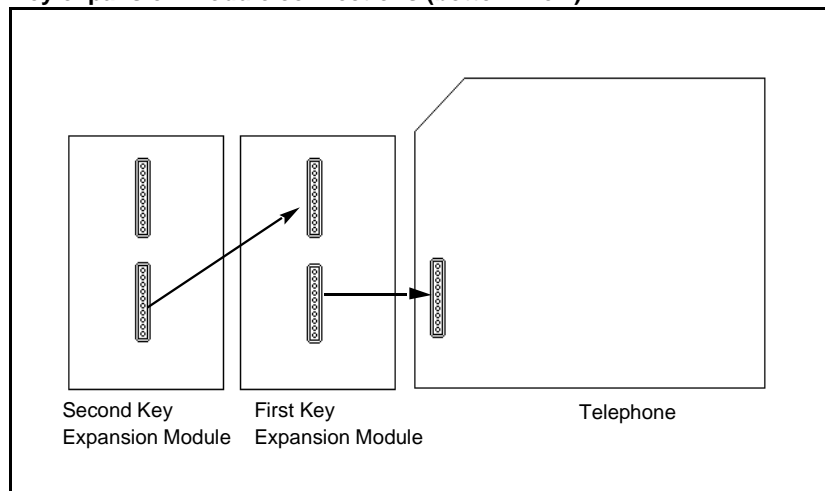 Second Key
Expansion Module
First Key
Expansion Module
Telephone